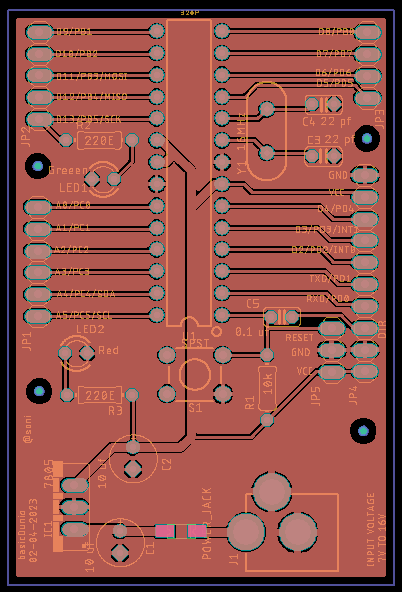 328P
D9/PB1
D10/PB2
D11/PB3/MOSI
D12/PB4/MISO
D13/PB5/SCK
JP2
R2
220E
Green
LED1
A0/PC0
A1/PC1
A2/PC2
A3/PC3
A4/PC4/SDA
A5/PC5/SCL
JP1
D8/PB0
D7/PD7
D6/PD6
D5/PD5
JP3
C4 22 pf
C3 22 pf
Y1 16MHz
GND
VCC
D4/PD4
D3/PD3/INT1
D2/PD2/INT0
TXD/PD1
RXD/PD0
DTR
C5
0.1 uf
RESET
GND
VCC
JP5
JP4
U1
SPST
S1
LED2
Red
220E
R3
R1
10k
@sani
7805
IC1
10 uf
C2
10 uf
C1
POWER_JACK
J1
basicDunio
02-04-2023
INPUT VOLTAGE
7V TO 16V